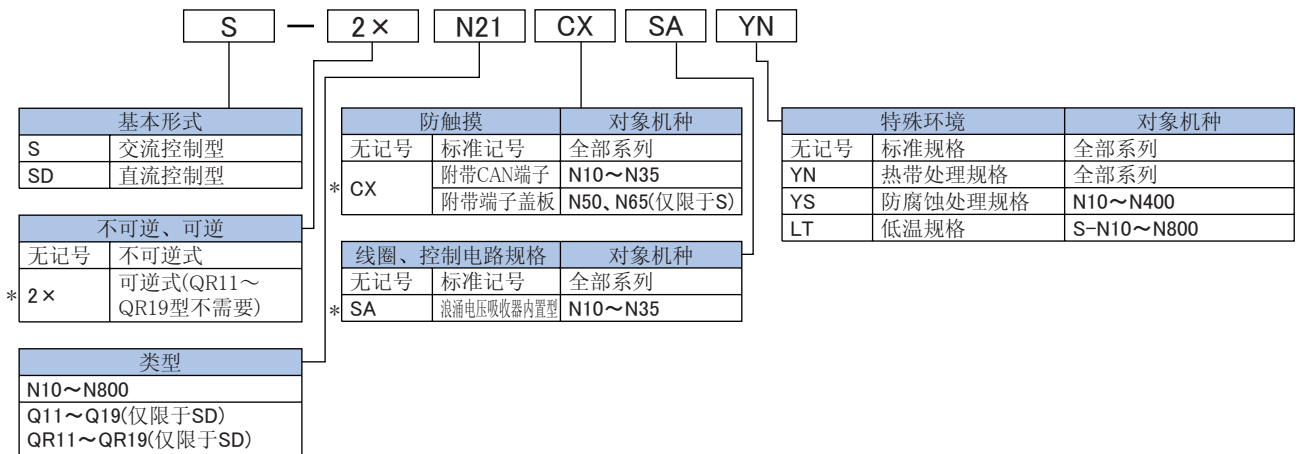 S — 2× N21 CX SA YN
基本形式
S 交流控制型
SD 直流控制型
不可逆、可逆
无记号 不可逆式
* 2× 可逆式(QR11～
QR19型不需要)
类型
N10～N800
Q11～Q19(仅限于SD)
QR11～QR19(仅限于SD)
防触摸 对象机种
无记号 标准记号 全部系列
* CX 附带CAN端子 N10～N35
附带端子盖板 N50、N65(仅限于S)
线圈、控制电路规格 对象机种
无记号 标准记号 全部系列
* SA 浪涌电压吸收器内置型 N10～N35
特殊环境 对象机种
无记号 标准规格 全部系列
YN 热带处理规格 全部系列
YS 防腐蚀处理规格 N10～N400
LT 低温规格 S-N10～N800